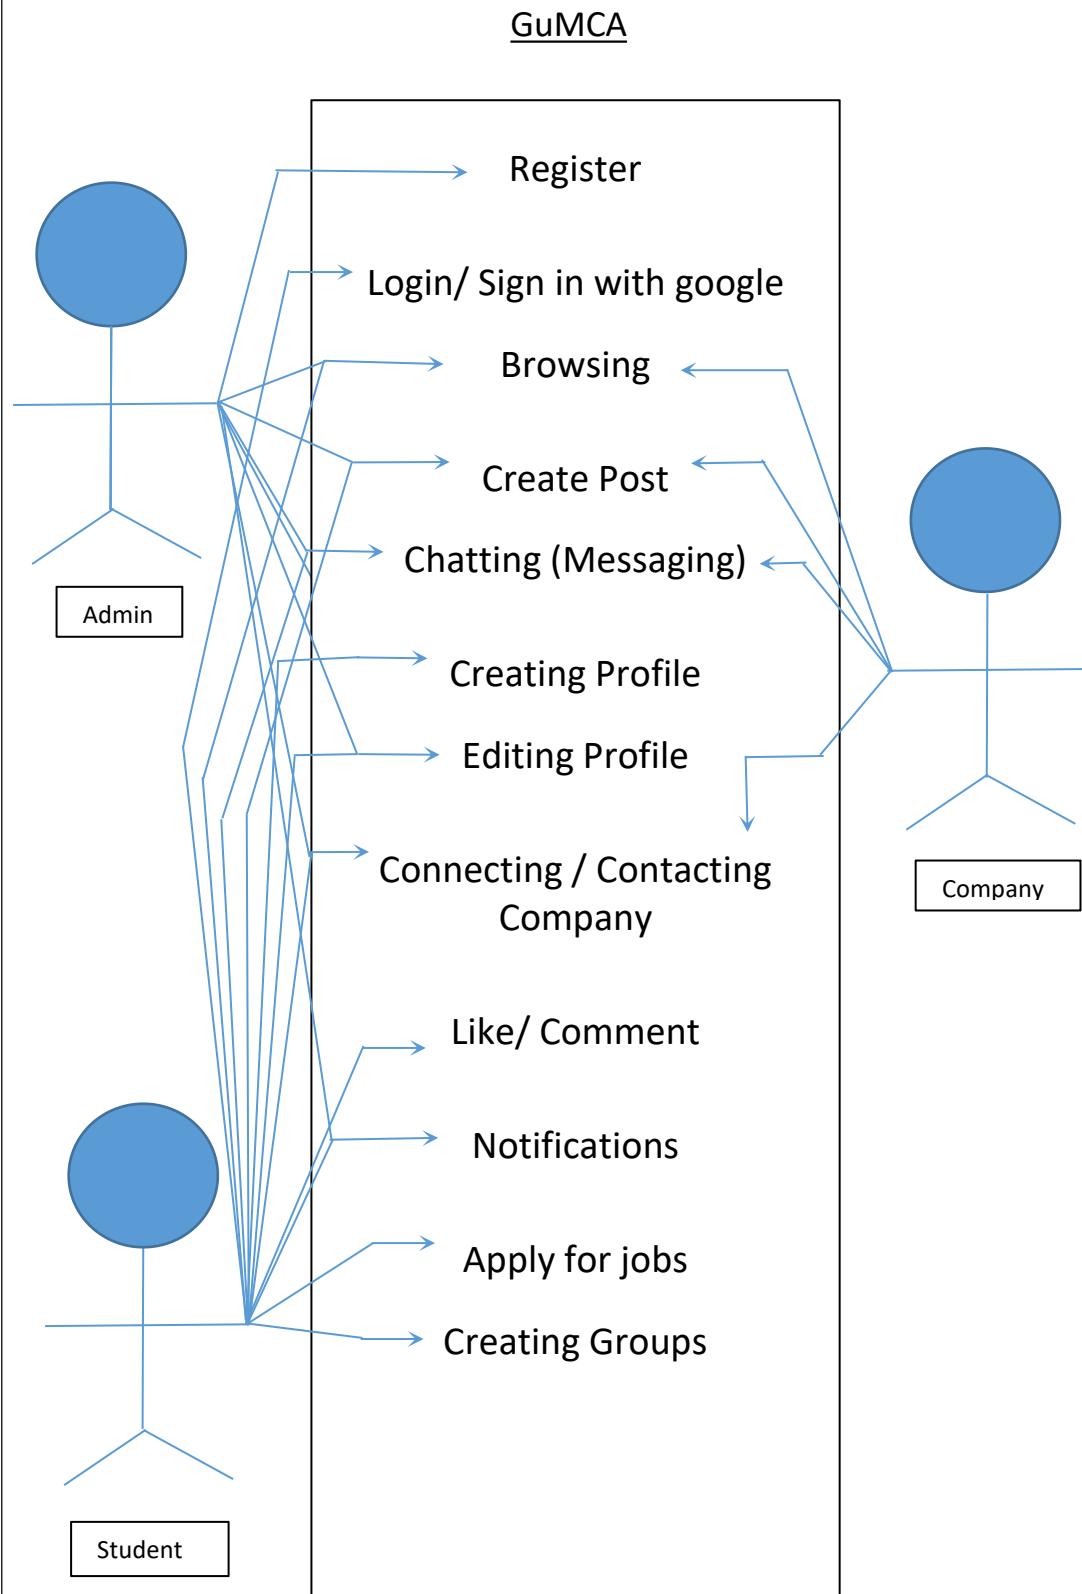 GuMCA
Register
Login/ Sign in with google
Browsing
Create Post
Chatting (Messaging)
Admin
Creating Profile
Editing Profile
Connecting / Contacting
Company
Company
Like/ Comment
Notifications
Apply for jobs
Creating Groups
Student